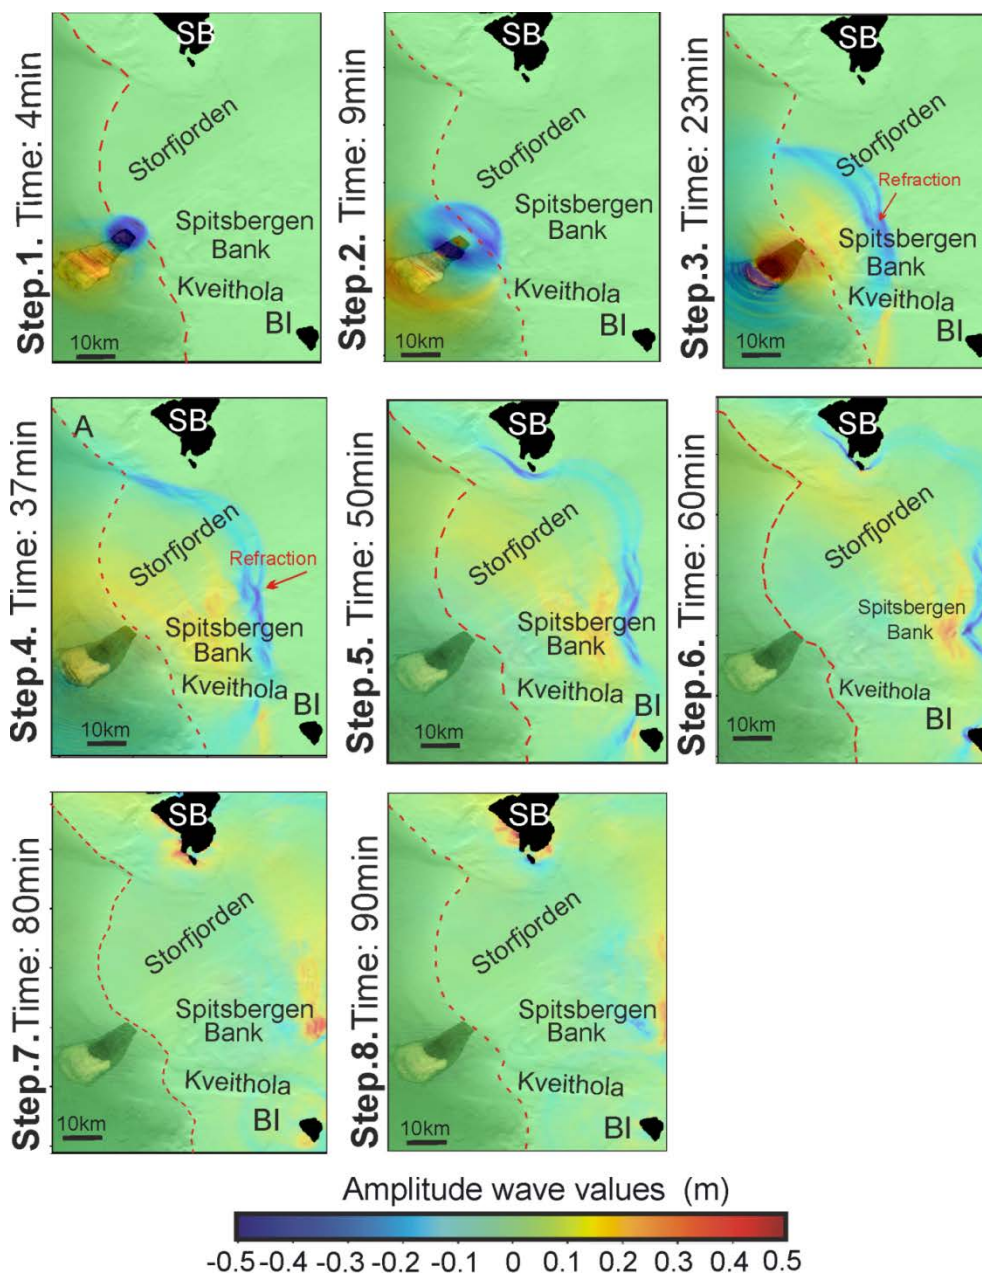 Step.1. Time: 4min
SB
Storfjorden
Spitsbergen
Bank
Kveithola
BI
10km
Step.2. Time: 9min
SB
Storfjorden
Spitsbergen
Bank
Kveithola
BI
10km
Step.3. Time: 23min
SB
Storfjorden
Refraction
Spitsbergen
Bank
Kveithola
BI
10km
Step.4. Time: 37min
A
SB
Storfjorden
Refraction
Spitsbergen
Bank
Kveithola
BI
10km
Step.5. Time: 50min
SB
Storfjorden
Spitsbergen
Bank
Kveithola
BI
10km
Step.6. Time: 60min
SB
Storfjorden
Spitsbergen
Bank
Kveithola
BI
10km
Step.7.Time: 80min
SB
Storfjorden
Spitsbergen
Bank
Kveithola
BI
10km
Step.8.Time: 90min
SB
Storfjorden
Spitsbergen
Bank
Kveithola
BI
10km
Amplitude wave values (m)
-0.5 -0.4 -0.3 -0.2 -0.1 0 0.1 0.2 0.3 0.4 0.5